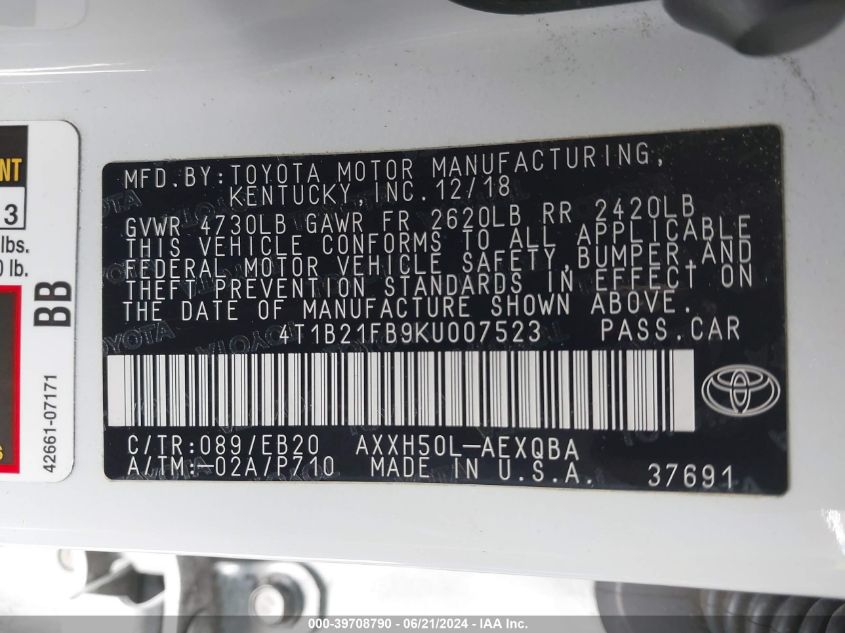 MFD.BY:TOYOTA MOTOR MANUFACTURING,
KENTUCKY,INC.12/18
GVWR 4730LB GAWR FR 2620LB RR 2420LB
THIS VEHICLE CONFORMS TO ALL APPLICABLE
FEDERAL MOTOR VEHICLE SAFETY,BUMPER,AND
THEFT PREVENTION STANDARDS IN EFFECT ON
THE DATE OF MANUFACTURE SHOWN ABOVE.
4T1B21FB9KU007523 PASS.CAR
C/TR:089/EB20 AXXH50L-AEXQBA
A/TM:-02A/P710 MADE IN U.S.A. 37691
3
lbs.
lb.
BB
42661-07171
000-39708790 - 06/21/2024 - IAA Inc.